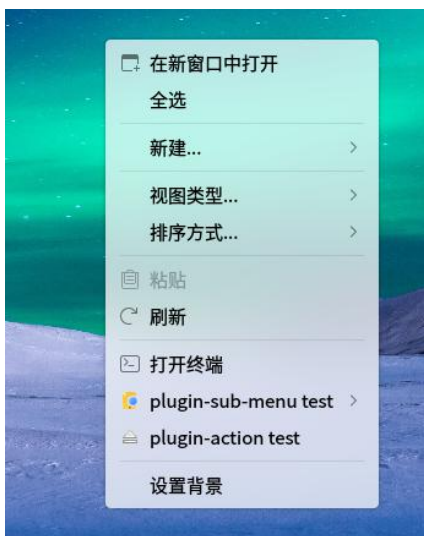 在新窗口中打开
全选
新建...
视图类型...
排序方式...
粘贴
刷新
打开终端
plugin-sub-menu test
plugin-action test
设置背景